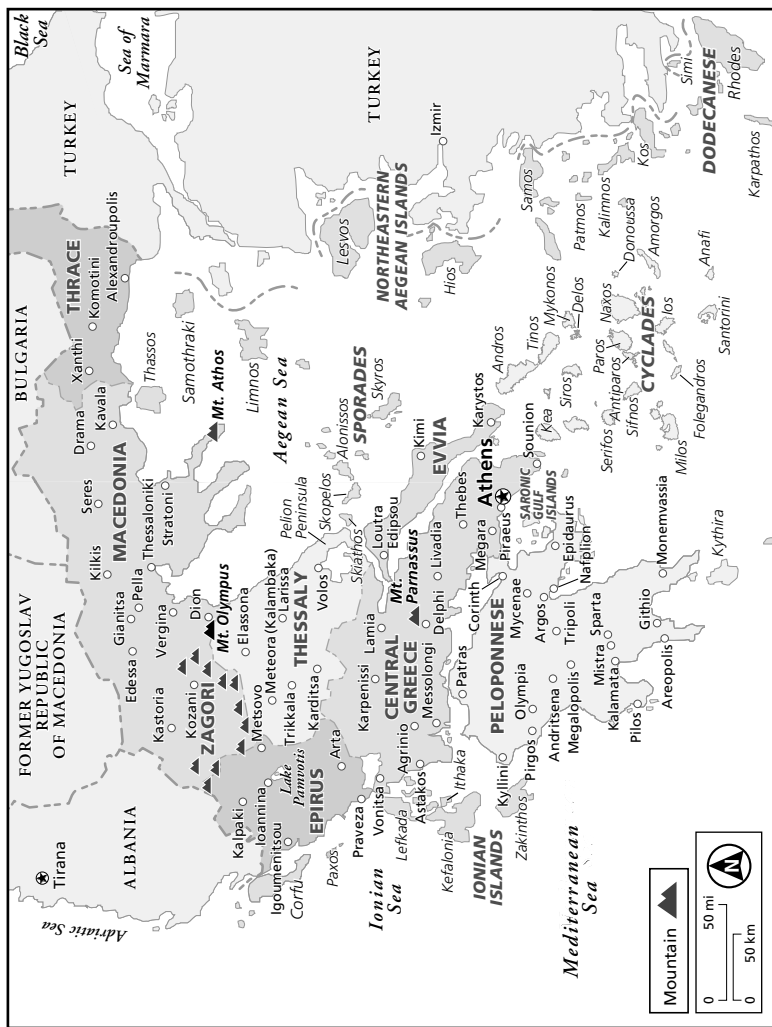 Black
Sea
Sea of
Marmara
TURKEY
TURKEY
BULGARIA
FORMER YUGOSLAV
REPUBLIC
OF MACEDONIA
ALBANIA
Tirana
Adriatic Sea
THRACE
Komotini
Alexandroupolis
Xanthi
Drama
Kavala
Seres
MACEDONIA
Kilkis
Thessaloniki
Stratoni
Gianitsa
Pella
Edessa
Vergina
Dion
Mt. Olympus
Kastoria
Kozani
ZAGORI
Elassona
Metsovo
Meteora (Kalambaka)
Larissa
THESSALY
Trikkala
Karditsa
Volos
Kalpaki
Ioannina
Lake
Pamvotis
Igoumenitsou
EPIRUS
Arta
Corfu
Paxos
Praveza
Vonitsa
Lefkada
Ionian
Sea
Thassos
Samothraki
Mt. Athos
Limnos
Aegean Sea
Pelion
Peninsula
Skopelos
Alonissos
SPORADES
Skyros
Skiathos
Loutra
Edipsou
Kimi
EVVIA
Karystos
Lesvos
NORTHEASTERN
AEGEAN ISLANDS
Hios
Izmir
Karpenissi
Lamia
CENTRAL
GREECE
Mt.
Parnassus
Livadia
Thebes
Delphi
Agrinio
Messolongi
Astakos
Ithaka
Kefalonia
IONIAN
ISLANDS
Zakinthos
Kyllini
Patras
Megara
Athens
Piraeus
Sounion
SARONIC
GULF
ISLANDS
Corinth
PELOPONNESE
Mycenae
Argos
Epidaurus
Nafplion
Tripoli
Olympia
Pirgos
Andritsena
Megalopolis
Sparta
Mistra
Kalamata
Pilos
Githio
Areopolis
Monemvassia
Kythira
Mediterranean
Sea
Andros
Tinos
Mykonos
Delos
Kea
Siros
Serifos
Sifnos
Antiparos
Paros
Naxos
Donoussa
Amorgos
CYCLADES
Ios
Milos
Folegandros
Santorini
Anafi
Samos
Patmos
Kalimnos
Kos
DODECANESE
Simi
Rhodes
Karpathos
Mountain
0 50 mi
0 50 km
N